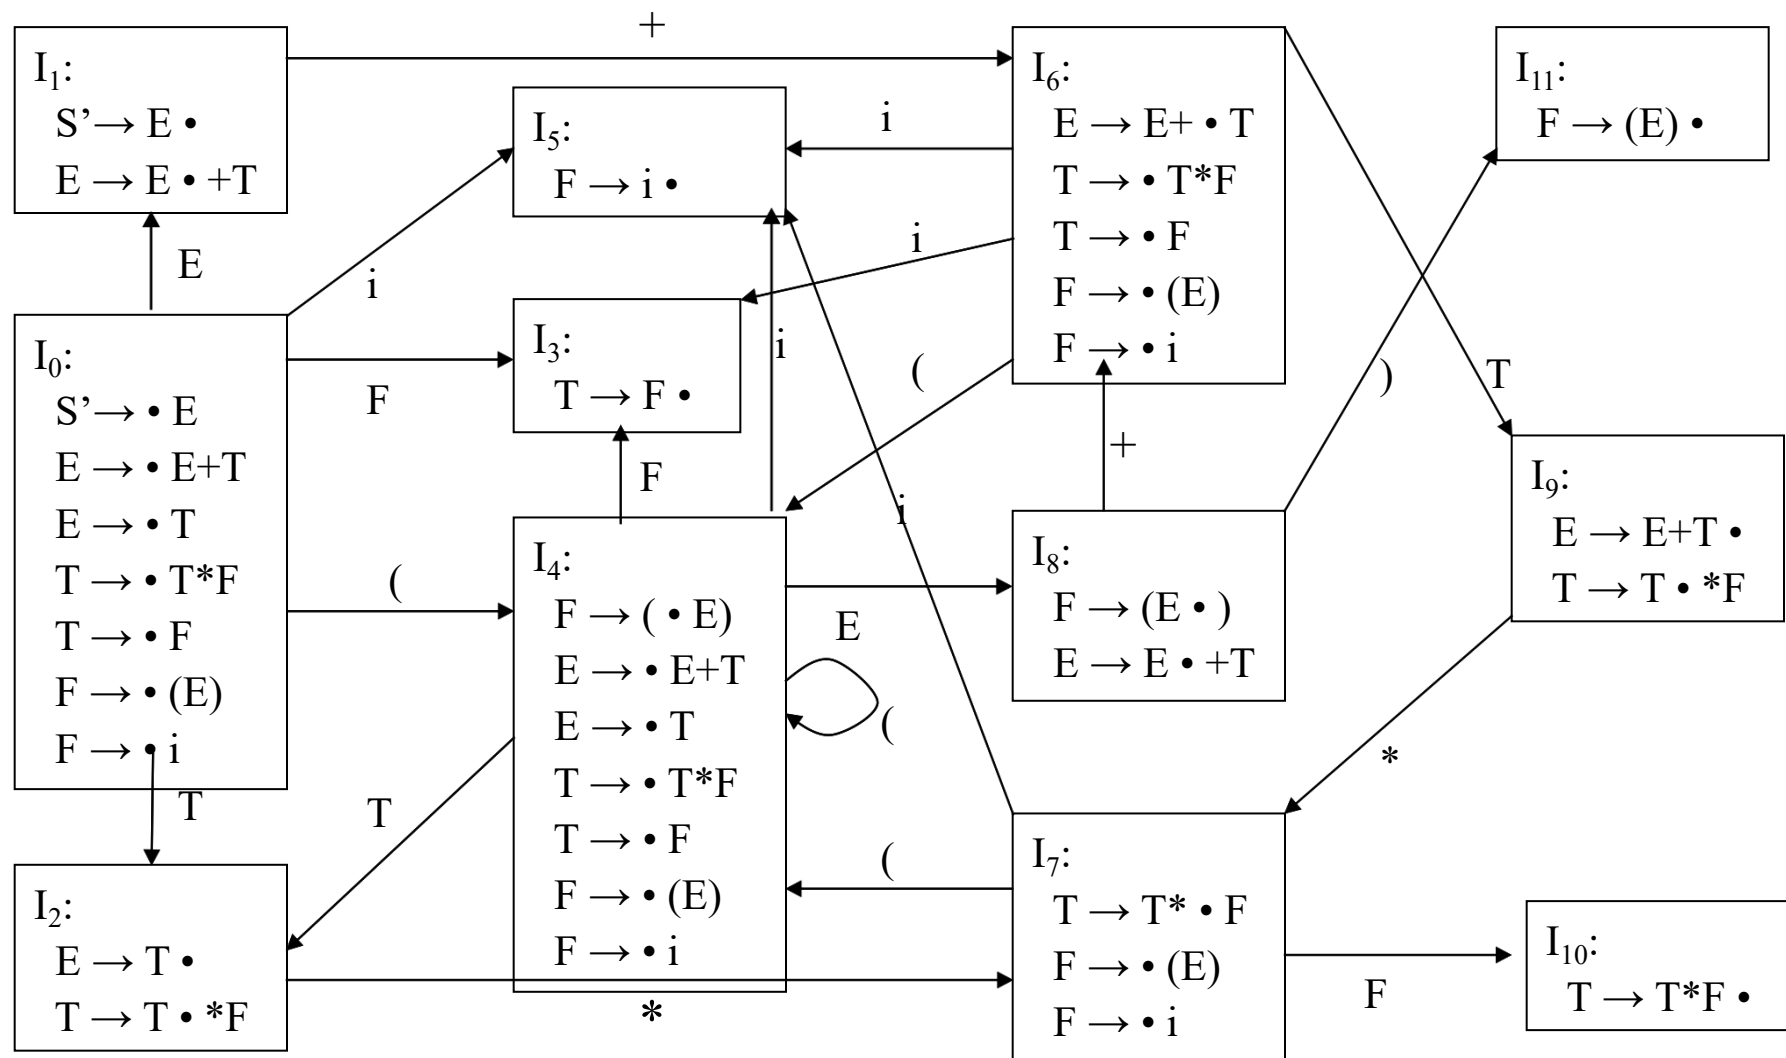 I₁:
S’→ E •
E → E • +T
+
I₆:
E → E+ • T
T → • T*F
T → • F
F → • (E)
F → • i
I₁₁:
F → (E) •
I₅:
F → i •
i
i
E
i
I₀:
S’→ • E
E → • E+T
E → • T
T → • T*F
T → • F
F → • (E)
F → • i
F
I₃:
T → F •
i
(
)
T
F
+
I₉:
E → E+T •
T → T • *F
(
I₄:
F → ( • E)
E → • E+T
E → • T
T → • T*F
T → • F
F → • (E)
F → • i
i
I₈:
F → (E • )
E → E • +T
E
(
*
T
T
(
I₂:
E → T •
T → T • *F
*
I₇:
T → T* • F
F → • (E)
F → • i
F
I₁₀:
T → T*F •